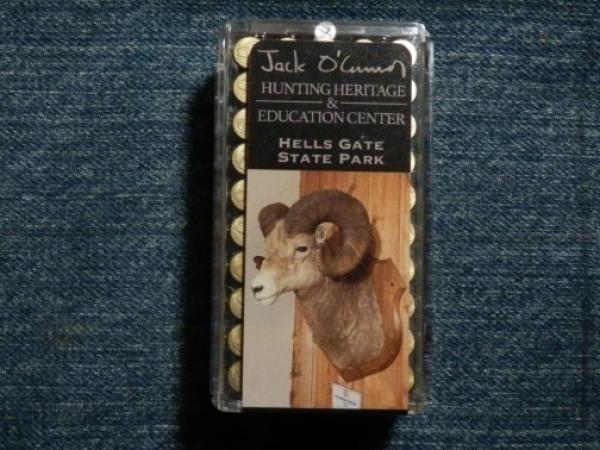 Jack O'Connor
HUNTING HERITAGE
&
EDUCATION CENTER
HELLS GATE
STATE PARK